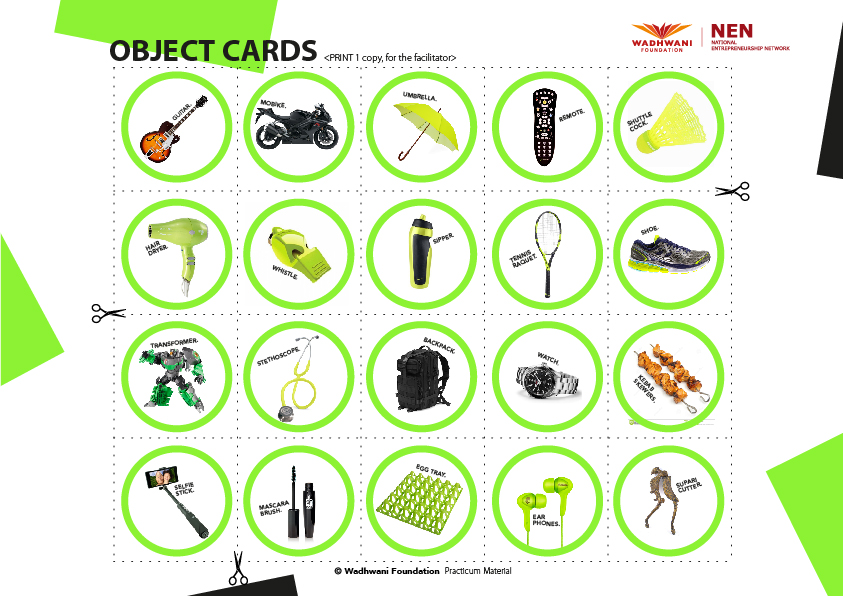 OBJECT CARDS <PRINT 1 copy, for the facilitator>
WADHWANI
FOUNDATION
NEN
NATIONAL
ENTREPRENEURSHIP NETWORK
GUITAR.
MOBIKE.
UMBRELLA.
REMOTE.
SHUTTLE
COCK.
HAIR
DRYER.
WHISTLE.
SIPPER.
TENNIS
RAQUET.
SHOE.
TRANSFORMER.
STETHOSCOPE.
BACKPACK.
WATCH.
KEBAB
SKEWERS.
SELFIE
STICK.
MASCARA
BRUSH.
EGG TRAY.
EAR
PHONES.
SUPARI
CUTTER.
© Wadhwani Foundation Practicum Material